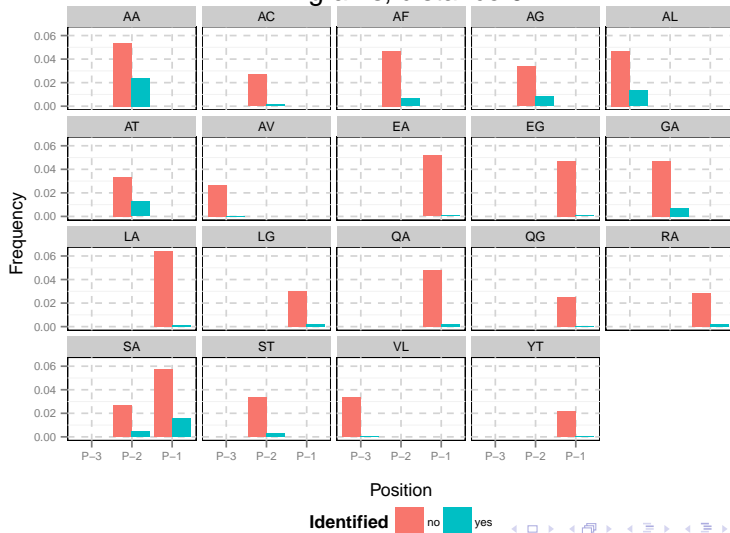 AA AC AF AG AL
0.06
0.04
0.02
0.00
AT AV EA EG GA
0.06
0.04
0.02
0.00
LA LG QA QG RA
0.06
0.04
0.02
0.00
SA ST VL YT
0.06
0.04
0.02
0.00
P−3 P−2 P−1 P−3 P−2 P−1 P−3 P−2 P−1 P−3 P−2 P−1
Frequency
Position
Identified no yes